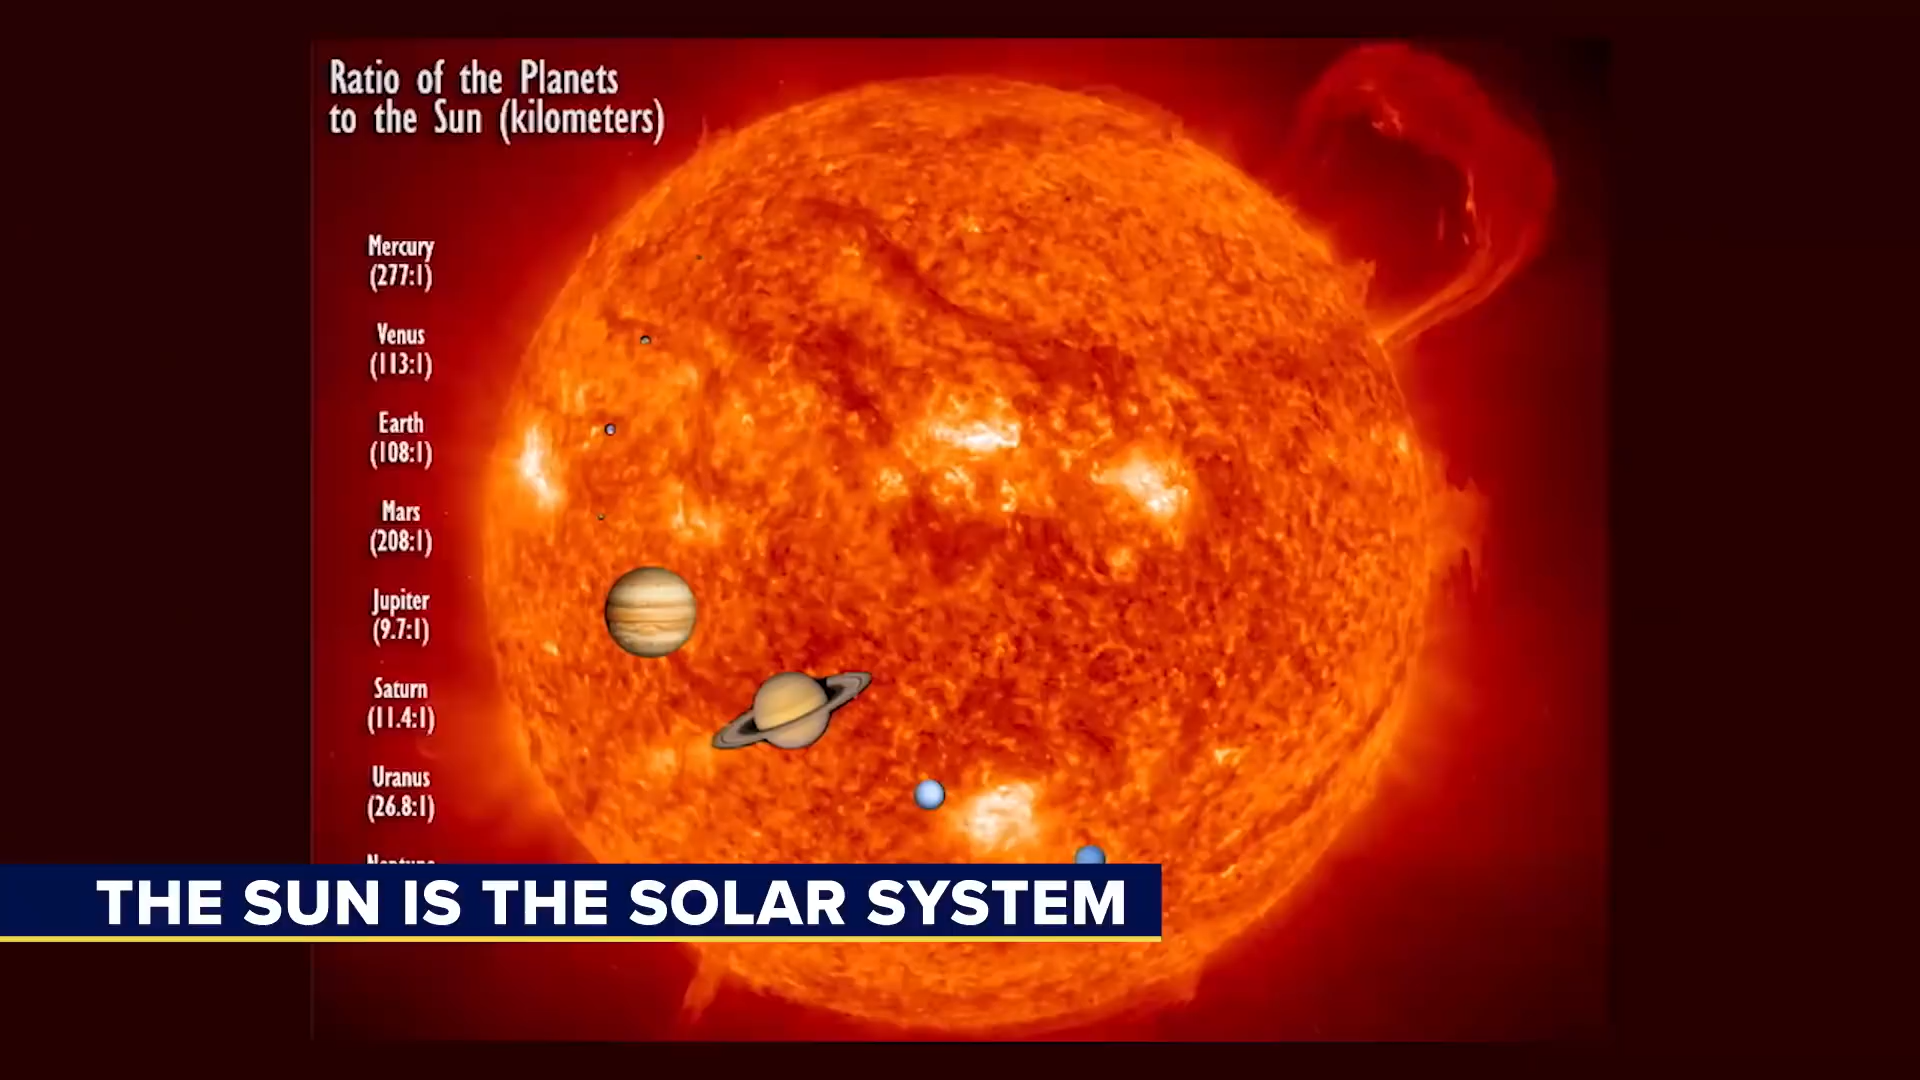 Ratio of the Planets
to the Sun (kilometers)
Mercury
(277:1)
Venus
(113:1)
Earth
(108:1)
Mars
(208:1)
Jupiter
(9.7:1)
Saturn
(11.4:1)
Uranus
(26.8:1)
Neptune
THE SUN IS THE SOLAR SYSTEM